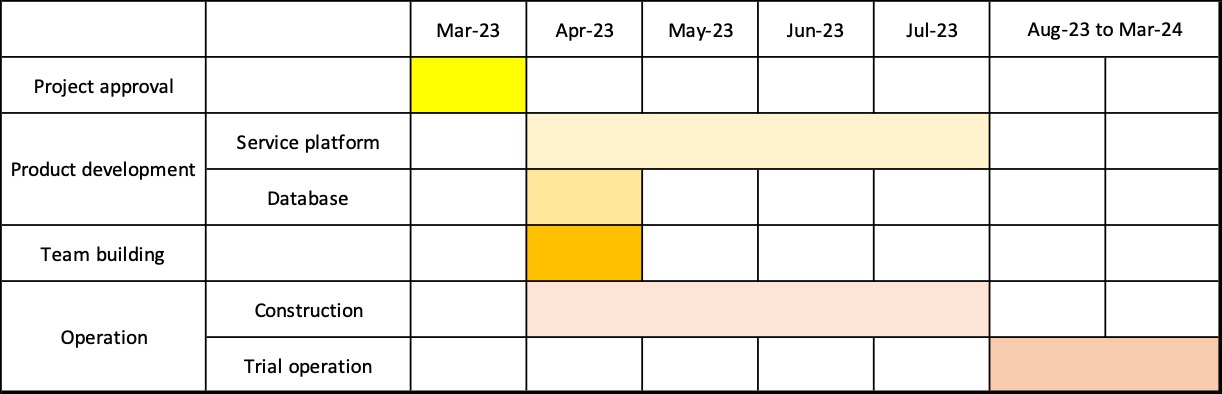 Mar-23 Apr-23 May-23 Jun-23 Jul-23 Aug-23 to Mar-24
Project approval
Product development
Service platform
Database
Team building
Operation
Construction
Trial operation